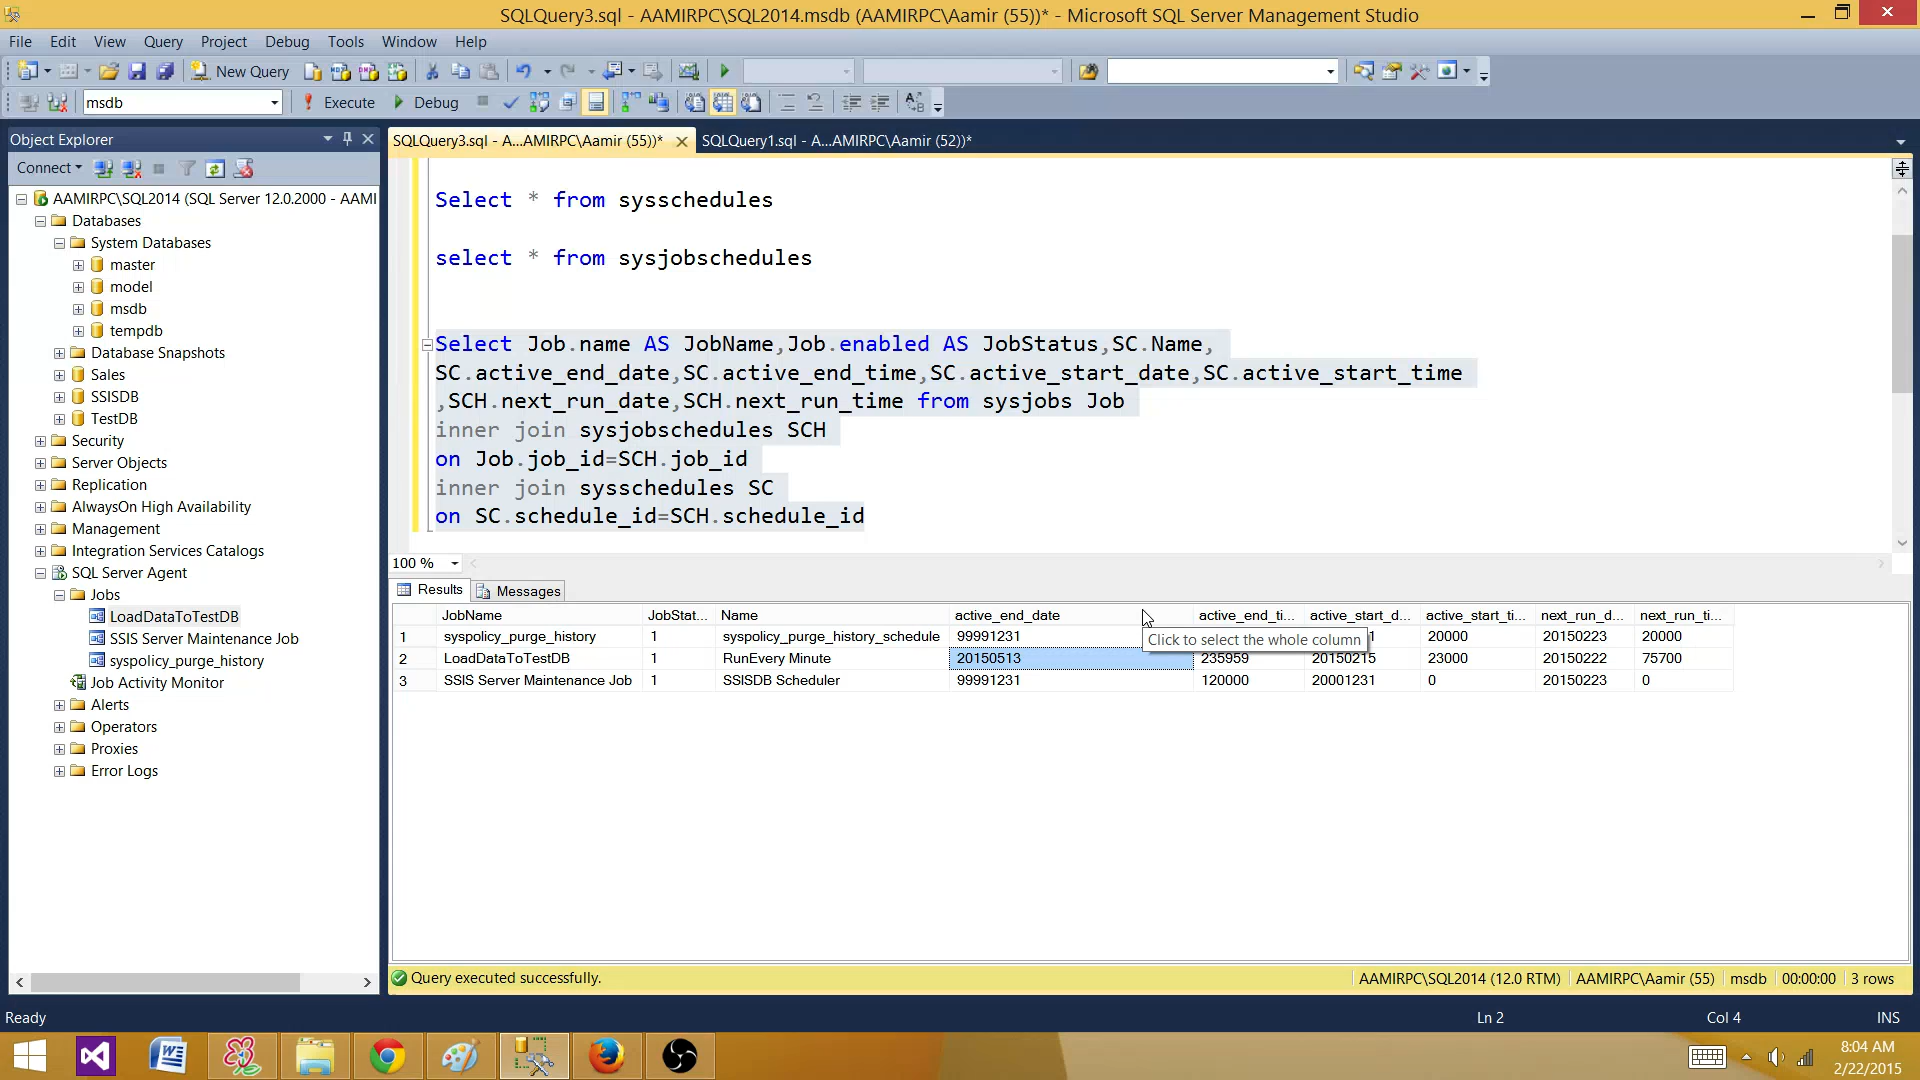 SQLQuery3.sql - AAMIRPC\SQL2014.msdb (AAMIRPC\Aamir (55))* - Microsoft SQL Server Management Studio
File Edit View Query Project Debug Tools Window Help
New Query
msdb Execute Debug
Object Explorer
SQLQuery3.sql - A...AMIRPC\Aamir (55))* SQLQuery1.sql - A...AMIRPC\Aamir (52))*
Connect
AAMIRPC\SQL2014 (SQL Server 12.0.2000 - AAMI
Databases
System Databases
master
model
msdb
tempdb
Database Snapshots
Sales
SSISDB
TestDB
Security
Server Objects
Replication
AlwaysOn High Availability
Management
Integration Services Catalogs
SQL Server Agent
Jobs
LoadDataToTestDB
SSIS Server Maintenance Job
syspolicy_purge_history
Job Activity Monitor
Alerts
Operators
Proxies
Error Logs
Select * from sysschedules
select * from sysjobschedules
Select Job.name AS JobName,Job.enabled AS JobStatus,SC.Name,
SC.active_end_date,SC.active_end_time,SC.active_start_date,SC.active_start_time
,SCH.next_run_date,SCH.next_run_time from sysjobs Job
inner join sysjobschedules SCH
on Job.job_id=SCH.job_id
inner join sysschedules SC
on SC.schedule_id=SCH.schedule_id
100 %
Results Messages
JobName JobStat... Name active_end_date active_end_ti... active_start_d... active_start_ti... next_run_d... next_run_ti...
1 syspolicy_purge_history 1 syspolicy_purge_history_schedule 99991231 1 20000 20150223 20000
Click to select the whole column
2 LoadDataToTestDB 1 RunEvery Minute 20150513 235959 20150215 23000 20150222 75700
3 SSIS Server Maintenance Job 1 SSISDB Scheduler 99991231 120000 20001231 0 20150223 0
Query executed successfully. AAMIRPC\SQL2014 (12.0 RTM) AAMIRPC\Aamir (55) msdb 00:00:00 3 rows
Ready Ln 2 Col 4 INS
8:04 AM
2/22/2015